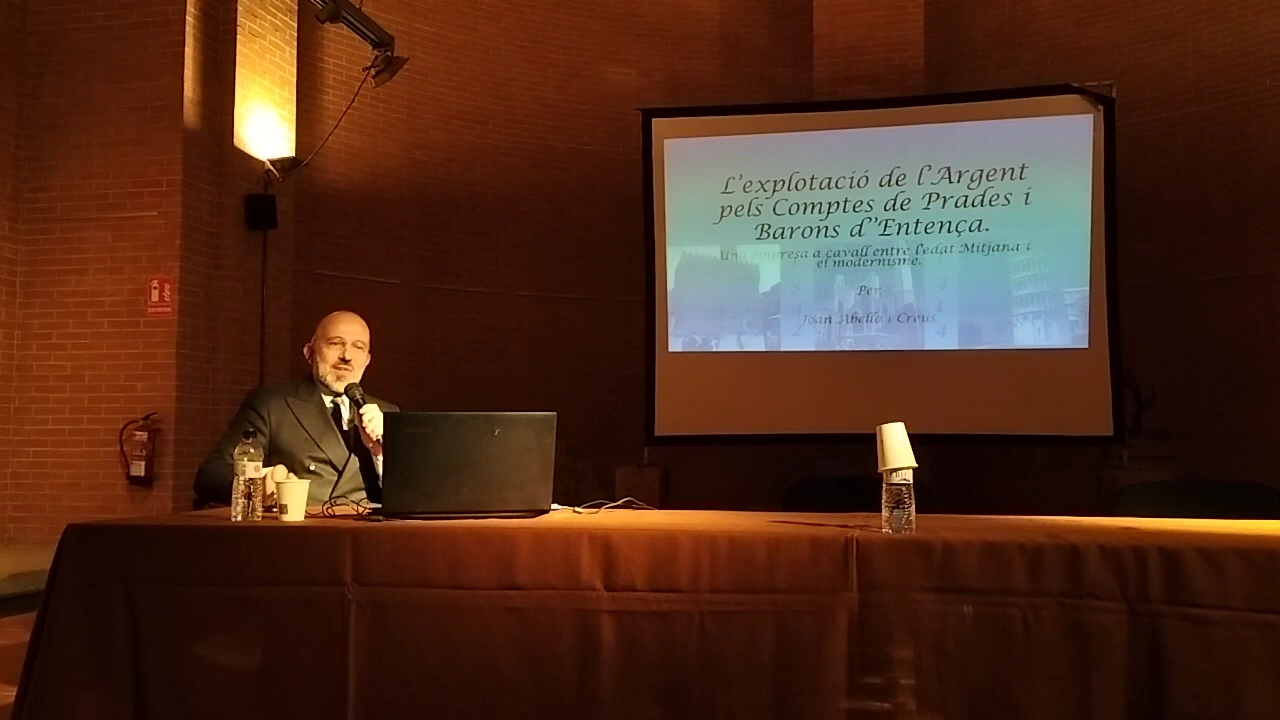 L'explotació de l'Argent
pels Comptes de Prades i
Barons d'Entença.
Una empresa a cavall entre l'edat Mitjana i
el modernisme.
Per
Joan Abella i Creus